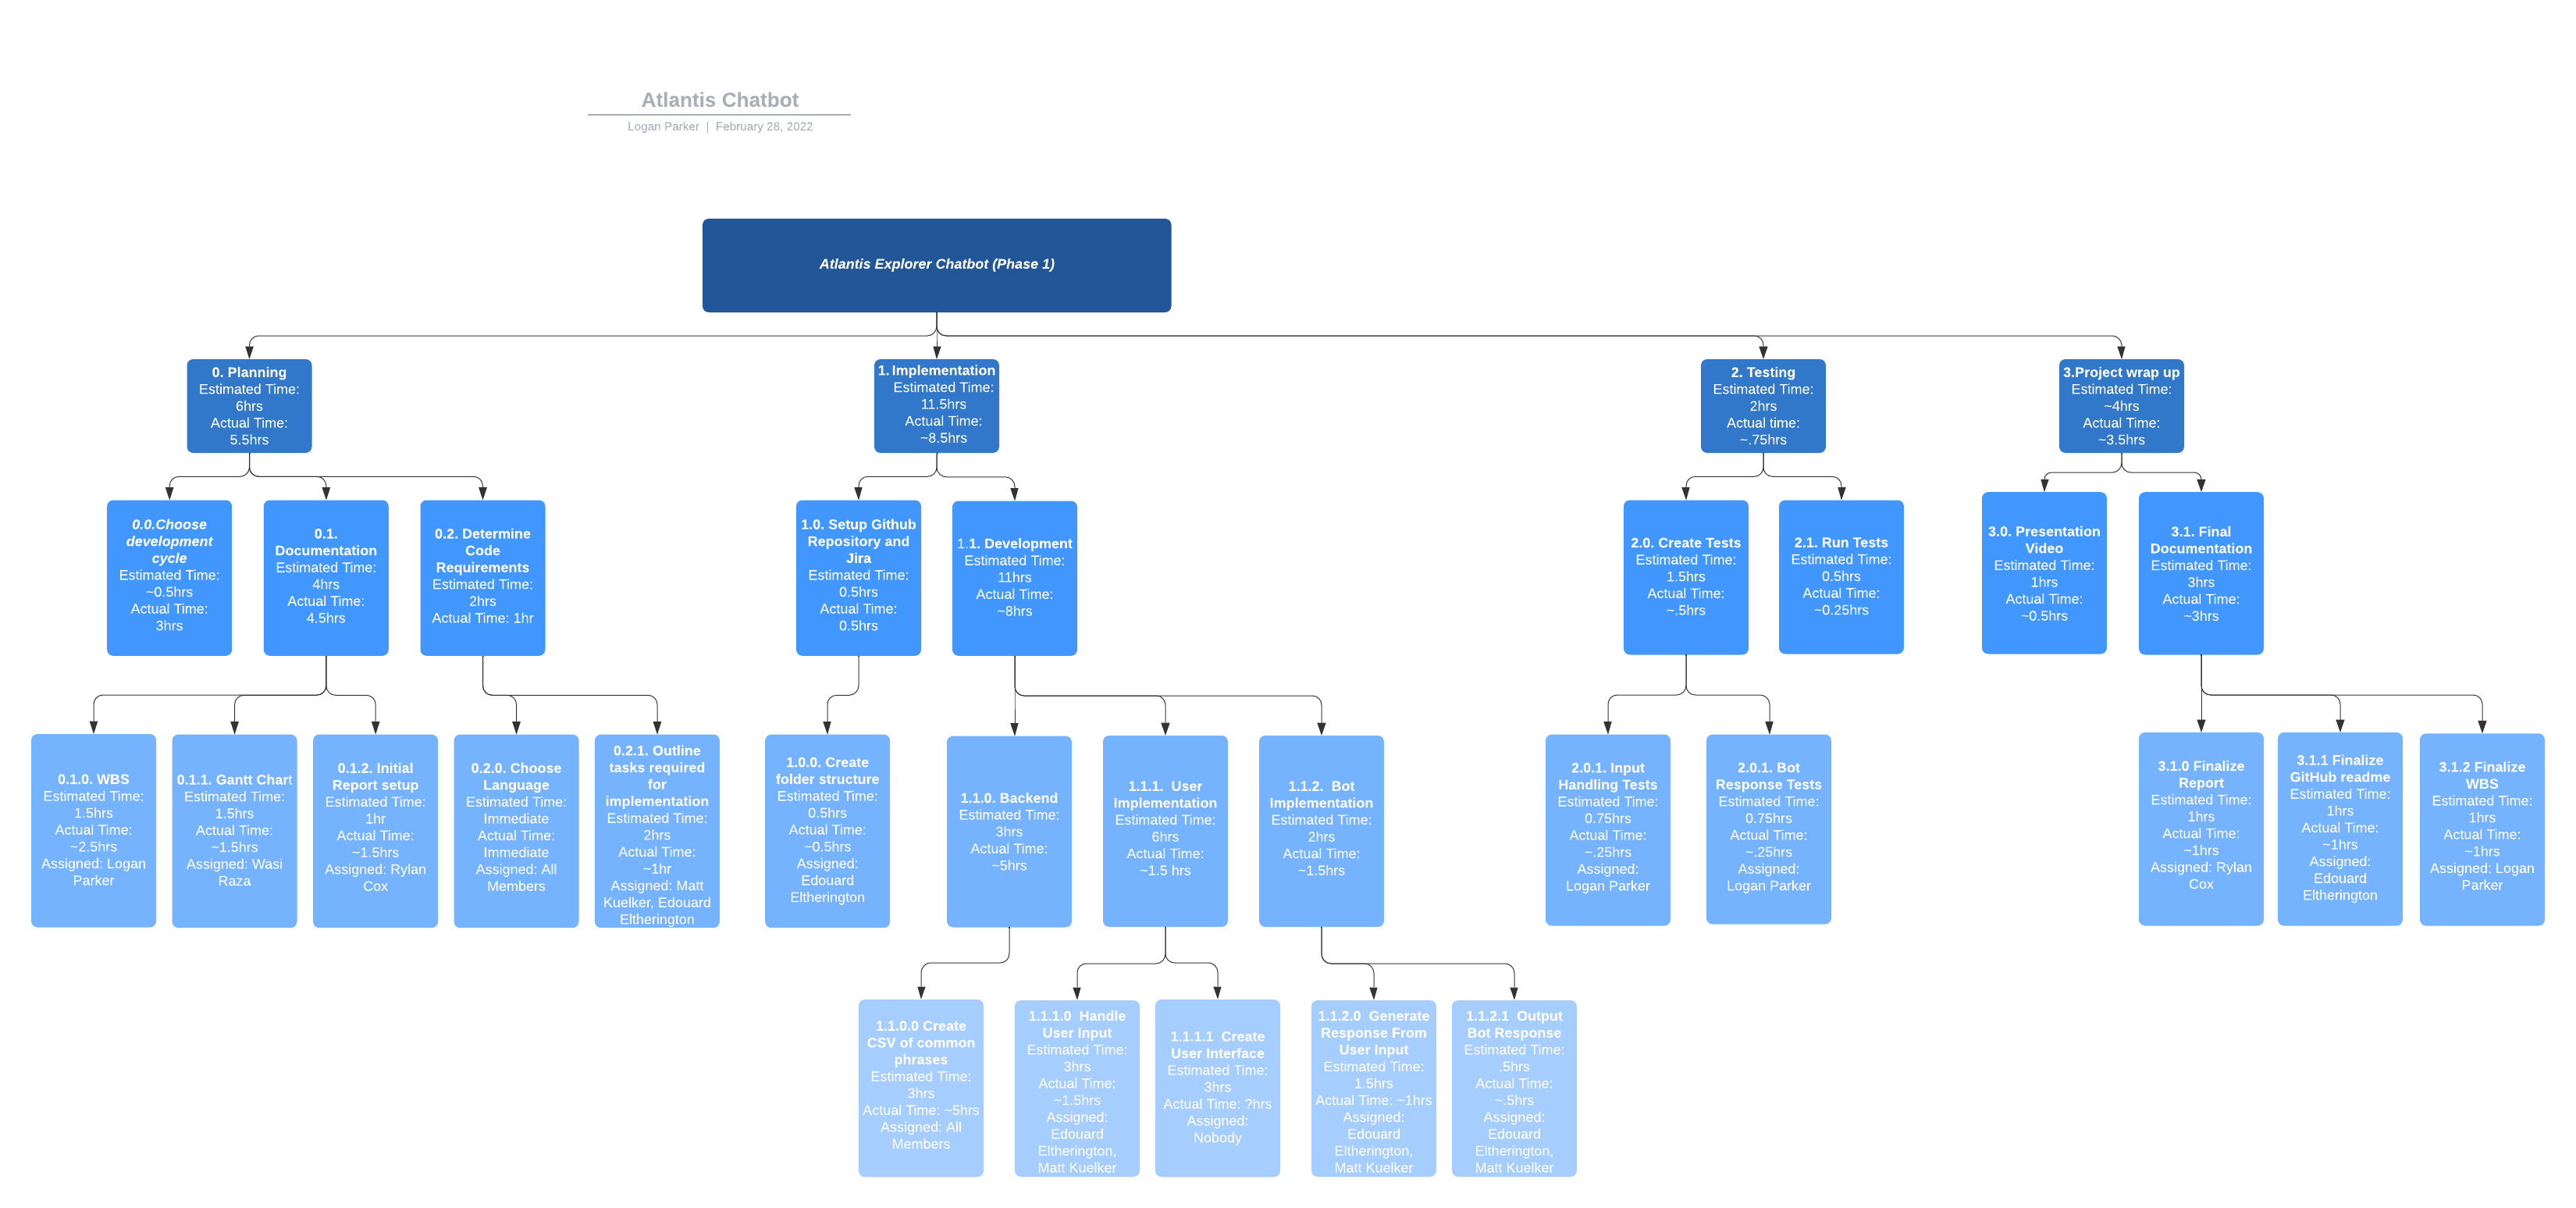 Atlantis Chatbot
Logan Parker | February 28, 2022
Atlantis Explorer Chatbot (Phase 1)
0. Planning
Estimated Time:
6hrs
Actual Time:
5.5hrs
1. Implementation
Estimated Time:
11.5hrs
Actual Time:
~8.5hrs
2. Testing
Estimated Time:
2hrs
Actual time:
~.75hrs
3.Project wrap up
Estimated Time:
~4hrs
Actual Time:
~3.5hrs
0.0.Choose
development
cycle
Estimated Time:
~0.5hrs
Actual Time:
3hrs
0.1.
Documentation
Estimated Time:
4hrs
Actual Time:
4.5hrs
0.2. Determine
Code
Requirements
Estimated Time:
2hrs
Actual Time: 1hr
1.0. Setup Github
Repository and
Jira
Estimated Time:
0.5hrs
Actual Time:
0.5hrs
1.1. Development
Estimated Time:
11hrs
Actual Time:
~8hrs
2.0. Create Tests
Estimated Time:
1.5hrs
Actual Time:
~.5hrs
2.1. Run Tests
Estimated Time:
0.5hrs
Actual Time:
~0.25hrs
3.0. Presentation
Video
Estimated Time:
1hrs
Actual Time:
~0.5hrs
3.1. Final
Documentation
Estimated Time:
3hrs
Actual Time:
~3hrs
0.1.0. WBS
Estimated Time:
1.5hrs
Actual Time:
~2.5hrs
Assigned: Logan
Parker
0.1.1. Gantt Chart
Estimated Time:
1.5hrs
Actual Time:
~1.5hrs
Assigned: Wasi
Raza
0.1.2. Initial
Report setup
Estimated Time:
1hr
Actual Time:
~1.5hrs
Assigned: Rylan
Cox
0.2.0. Choose
Language
Estimated Time:
Immediate
Actual Time:
Immediate
Assigned: All
Members
0.2.1. Outline
tasks required
for
implementation
Estimated Time:
2hrs
Actual Time:
~1hr
Assigned: Matt
Kuelker, Edouard
Eltherington
1.0.0. Create
folder structure
Estimated Time:
0.5hrs
Actual Time:
~0.5hrs
Assigned:
Edouard
Eltherington
1.1.0. Backend
Estimated Time:
3hrs
Actual Time:
~5hrs
1.1.1. User
Implementation
Estimated Time:
6hrs
Actual Time:
~1.5 hrs
1.1.2. Bot
Implementation
Estimated Time:
2hrs
Actual Time:
~1.5hrs
2.0.1. Input
Handling Tests
Estimated Time:
0.75hrs
Actual Time:
~.25hrs
Assigned:
Logan Parker
2.0.1. Bot
Response Tests
Estimated Time:
0.75hrs
Actual Time:
~.25hrs
Assigned:
Logan Parker
3.1.0 Finalize
Report
Estimated Time:
1hrs
Actual Time:
~1hrs
Assigned: Rylan
Cox
3.1.1 Finalize
GitHub readme
Estimated Time:
1hrs
Actual Time:
~1hrs
Assigned:
Edouard
Eltherington
3.1.2 Finalize
WBS
Estimated Time:
1hrs
Actual Time:
~1hrs
Assigned: Logan
Parker
1.1.0.0 Create
CSV of common
phrases
Estimated Time:
3hrs
Actual Time: ~5hrs
Assigned: All
Members
1.1.1.0 Handle
User Input
Estimated Time:
3hrs
Actual Time:
~1.5hrs
Assigned:
Edouard
Eltherington,
Matt Kuelker
1.1.1.1 Create
User Interface
Estimated Time:
3hrs
Actual Time: ?hrs
Assigned:
Nobody
1.1.2.0 Generate
Response From
User Input
Estimated Time:
1.5hrs
Actual Time: ~1hrs
Assigned:
Edouard
Eltherington,
Matt Kuelker
1.1.2.1 Output
Bot Response
Estimated Time:
.5hrs
Actual Time:
~.5hrs
Assigned:
Edouard
Eltherington,
Matt Kuelker